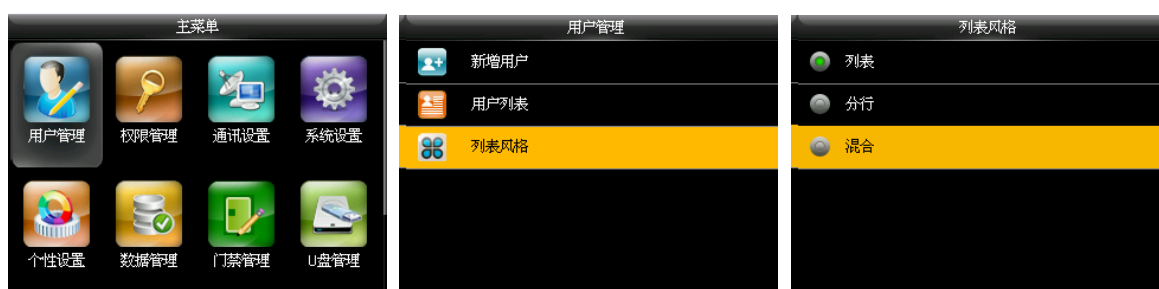 主菜单
用户管理 权限管理 通讯设置 系统设置
个性设置 数据管理 门禁管理 U盘管理
用户管理
新增用户
用户列表
列表风格
列表风格
列表
分行
混合